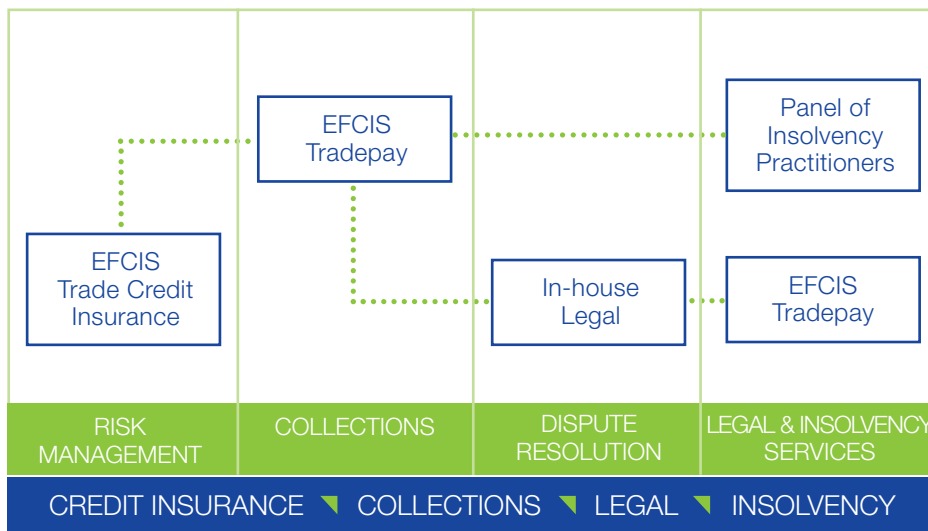 EFCIS
Tradepay
Panel of
Insolvency
Practitioners
EFCIS
Trade Credit
Insurance
In-house
Legal
EFCIS
Tradepay
RISK
MANAGEMENT
COLLECTIONS
DISPUTE
RESOLUTION
LEGAL & INSOLVENCY
SERVICES
CREDIT INSURANCE COLLECTIONS LEGAL INSOLVENCY